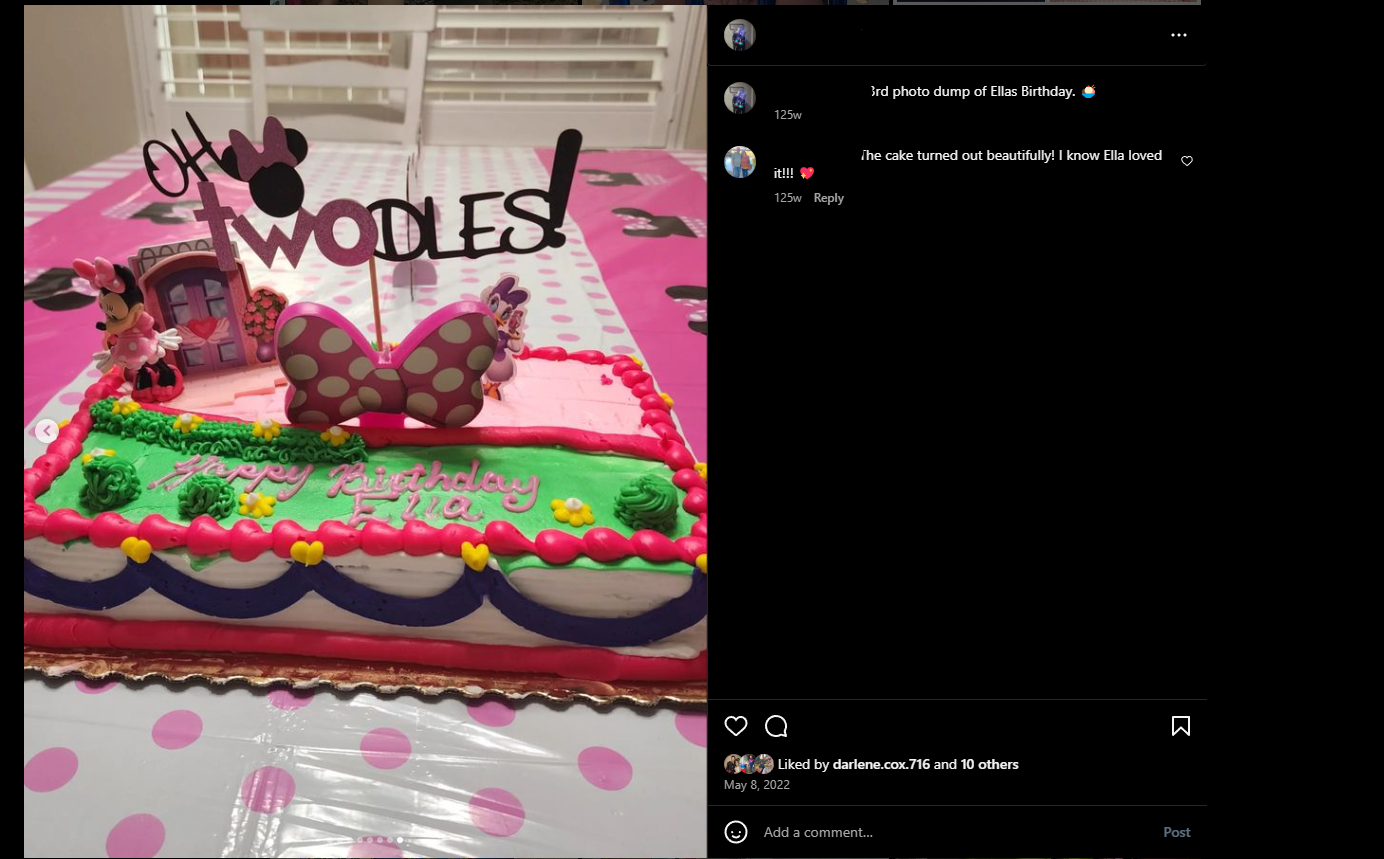 OH
TWODLES!
Happy Birthday
Ella
3rd photo dump of Ellas Birthday.
125w
The cake turned out beautifully! I know Ella loved
it!!!
125w Reply
Liked by darlene.cox.716 and 10 others
May 8, 2022
Add a comment...
Post